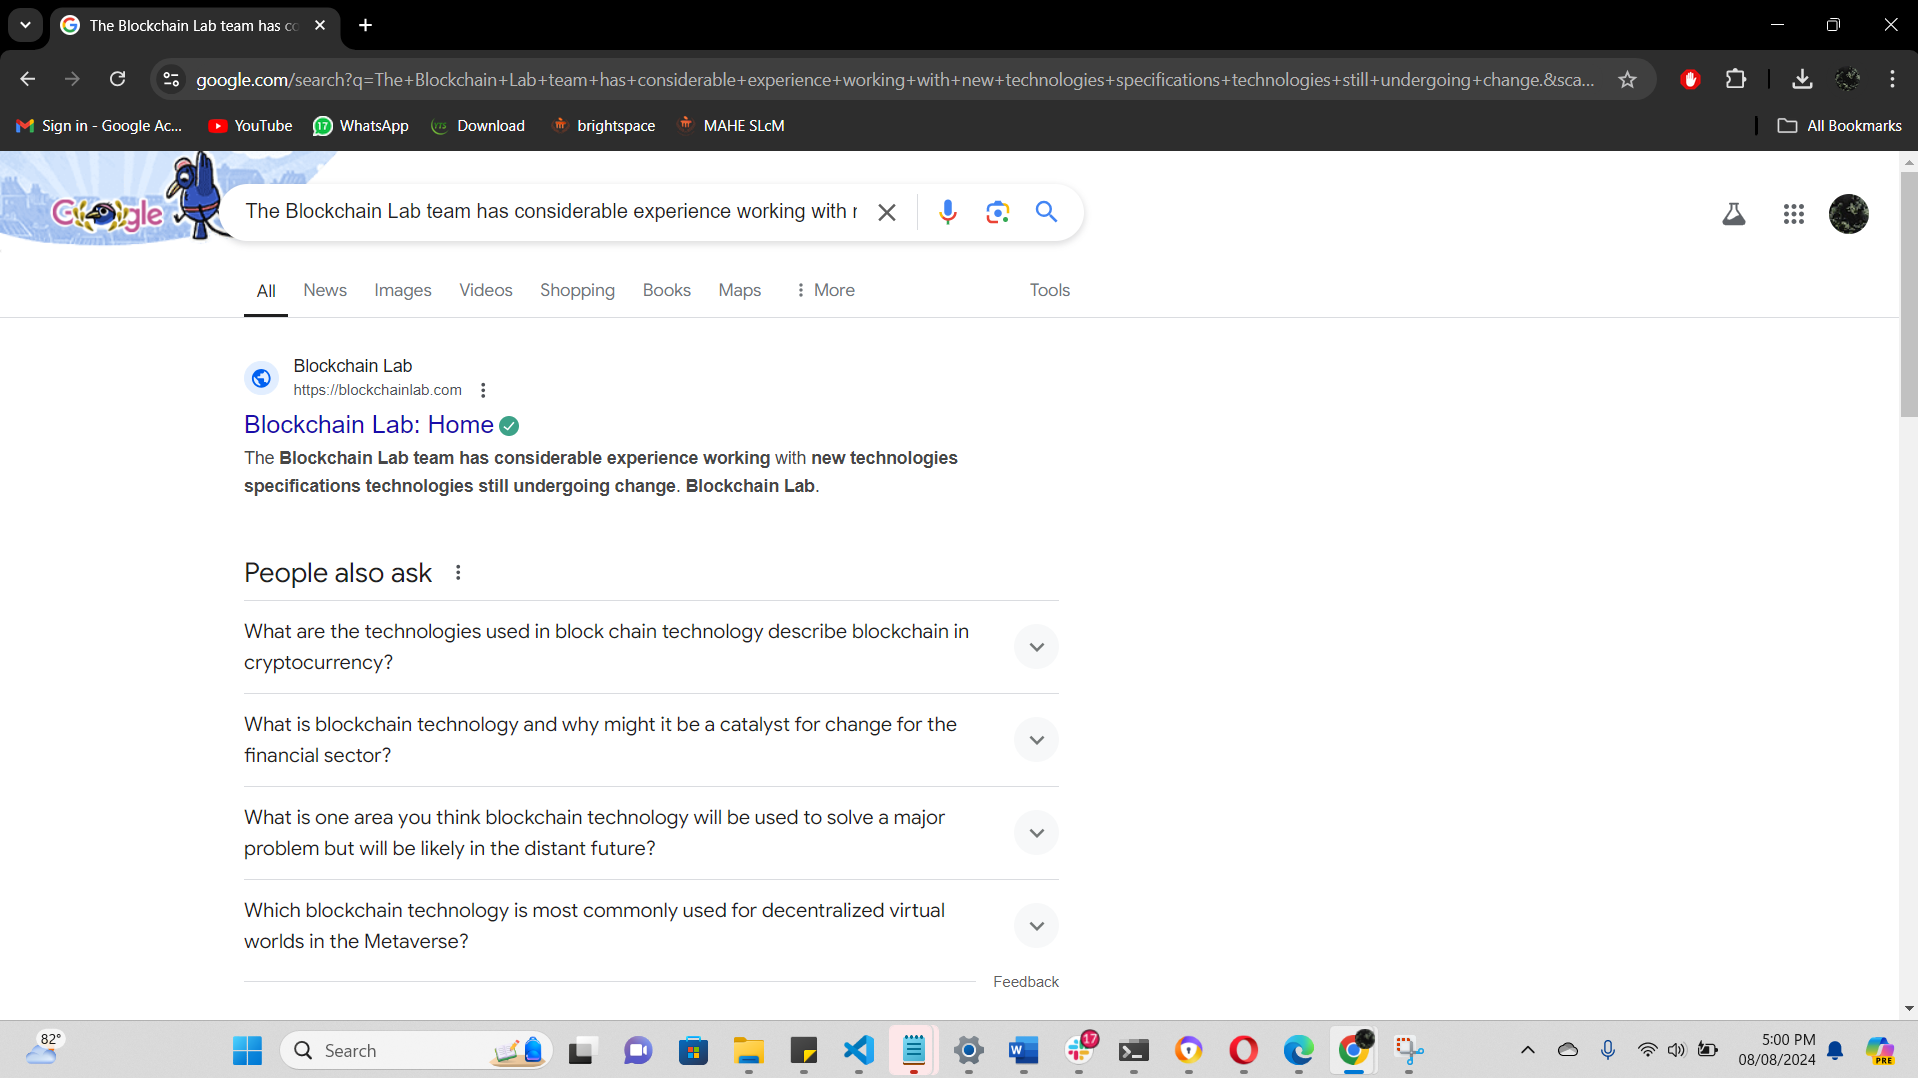 The Blockchain Lab team has co
google.com/search?q=The+Blockchain+Lab+team+has+considerable+experience+working+with+new+technologies+specifications+technologies+still+undergoing+change.&sca...
Sign in - Google Ac...
YouTube
17
WhatsApp
YTS
Download
brightspace
MAHE SLcM
All Bookmarks
Google
The Blockchain Lab team has considerable experience working with r
All
News
Images
Videos
Shopping
Books
Maps
More
Tools
Blockchain Lab
https://blockchainlab.com
Blockchain Lab: Home
The Blockchain Lab team has considerable experience working with new technologies
specifications technologies still undergoing change. Blockchain Lab.
People also ask
What are the technologies used in block chain technology describe blockchain in
cryptocurrency?
What is blockchain technology and why might it be a catalyst for change for the
financial sector?
What is one area you think blockchain technology will be used to solve a major
problem but will be likely in the distant future?
Which blockchain technology is most commonly used for decentralized virtual
worlds in the Metaverse?
Feedback
82°
Search
17
5:00 PM
08/08/2024
PRE